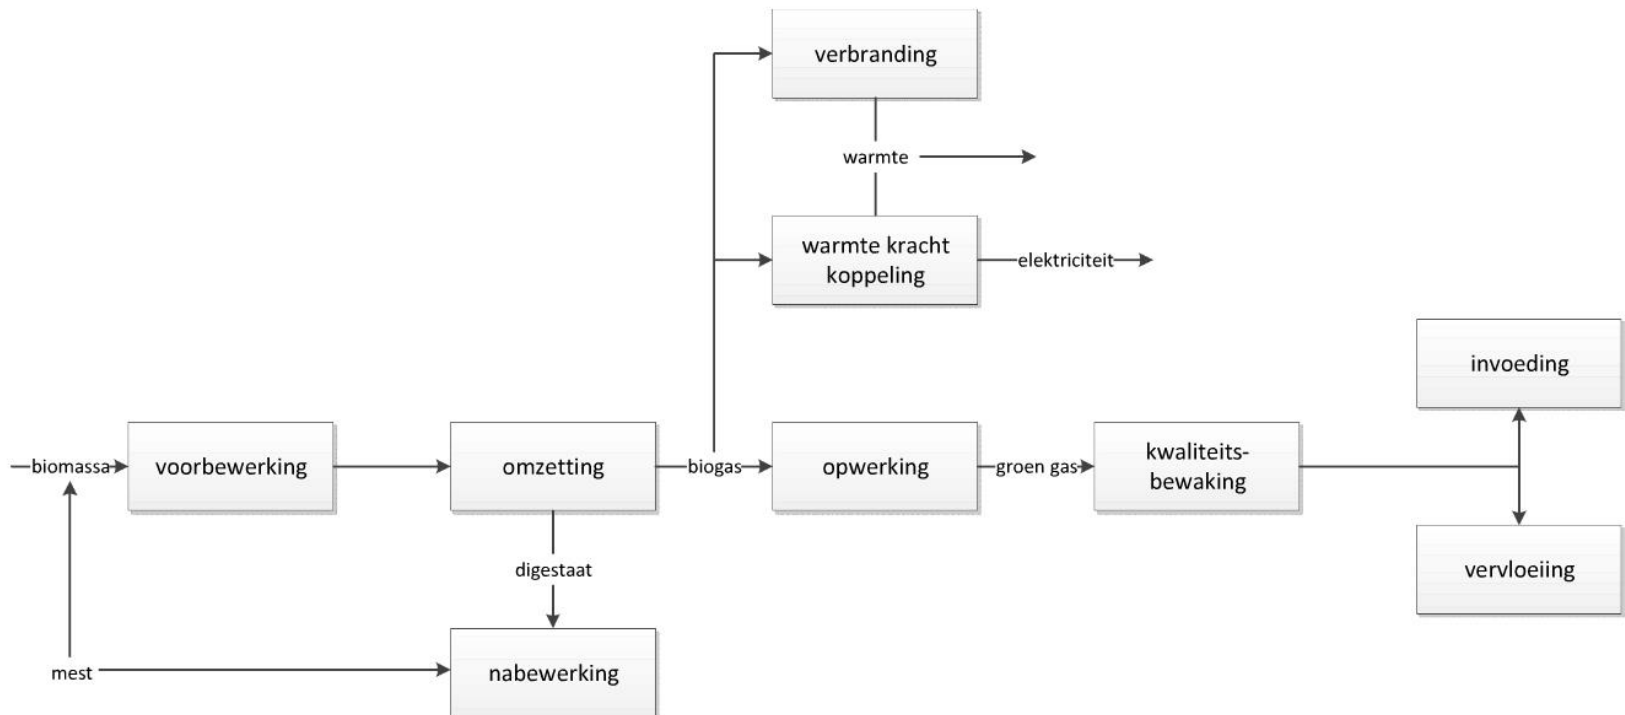 verbranding
warmte
warmte kracht
koppeling
elektriciteit
invoeding
biomassa
voorbewerking
omzetting
biogas
opwerking
groen gas
kwaliteits-
bewaking
digestaat
vervloeiing
mest
nabewerking